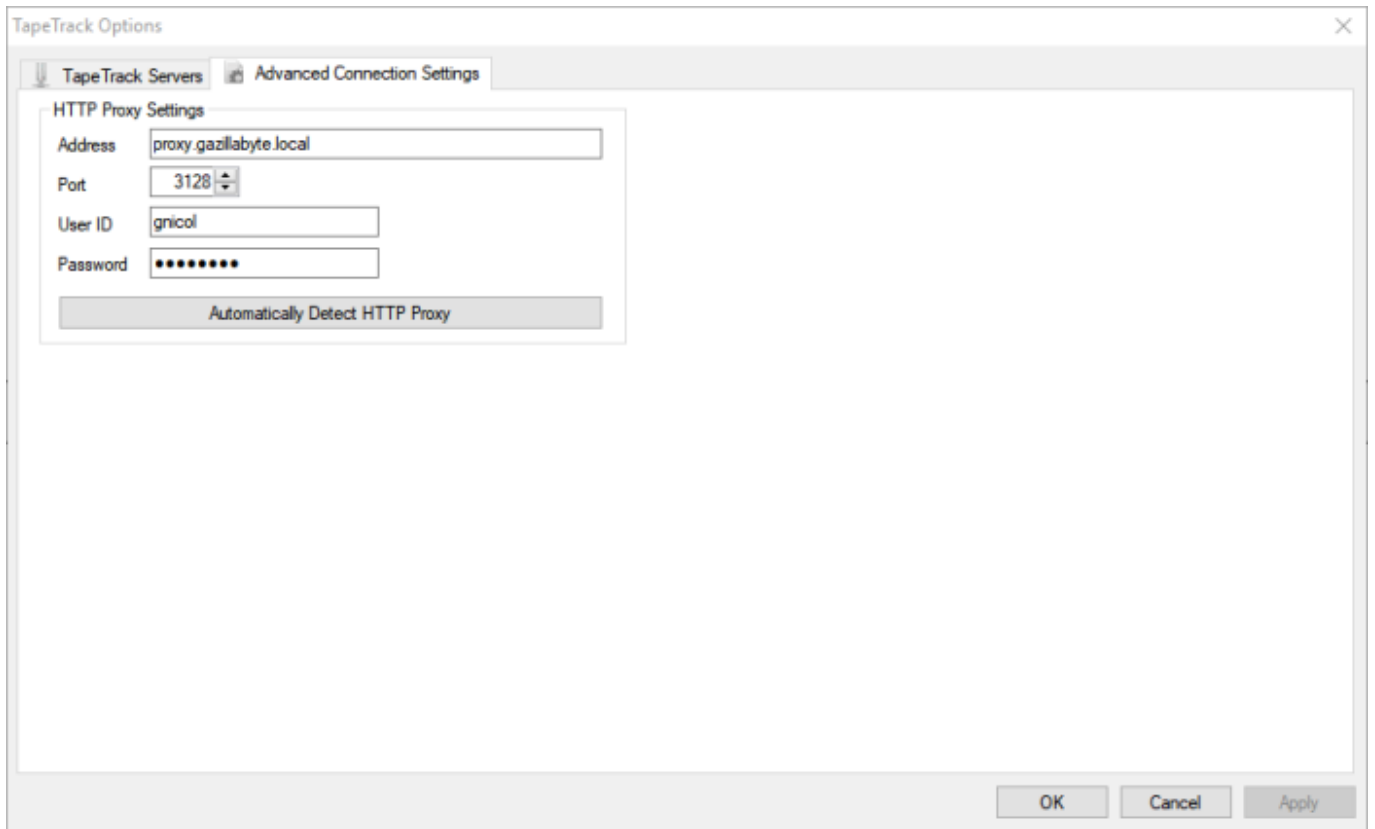 TapeTrack Options
TapeTrack Servers
Advanced Connection Settings
HTTP Proxy Settings
Address proxy.gazillabyte.local
Port 3128
User ID gnicol
Password ●●●●●●●●
Automatically Detect HTTP Proxy
OK Cancel Apply